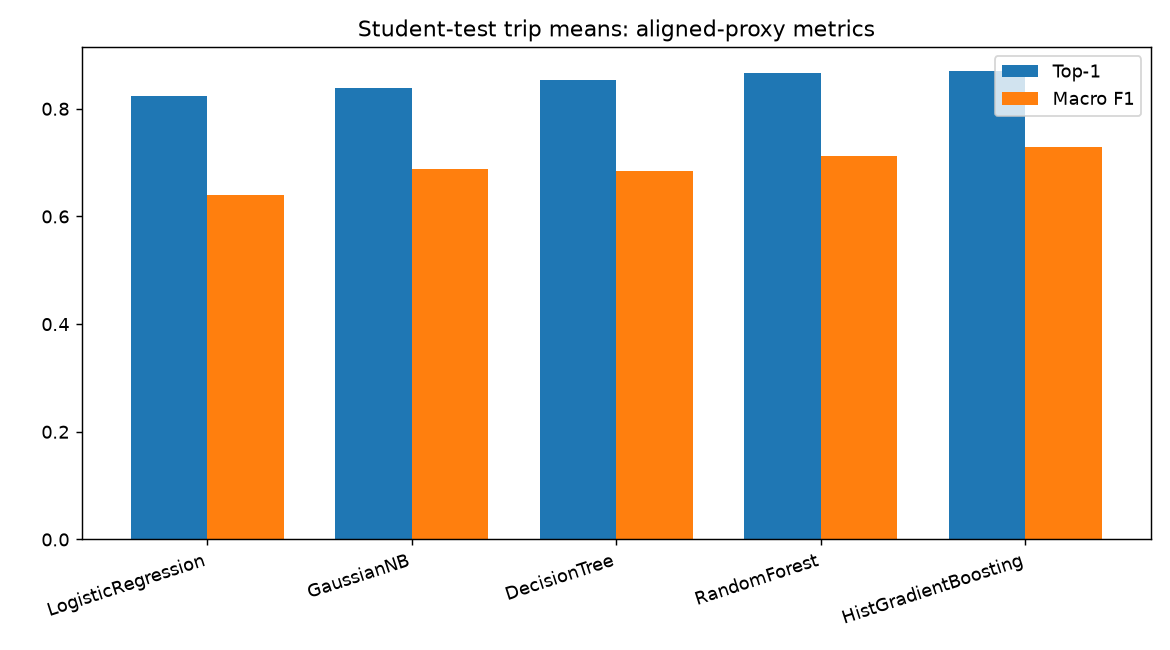 Student-test trip means: aligned-proxy metrics
Top-1
Macro F1
0.8
0.6
0.4
0.2
0.0
LogisticRegression
GaussianNB
DecisionTree
RandomForest
HistGradientBoosting